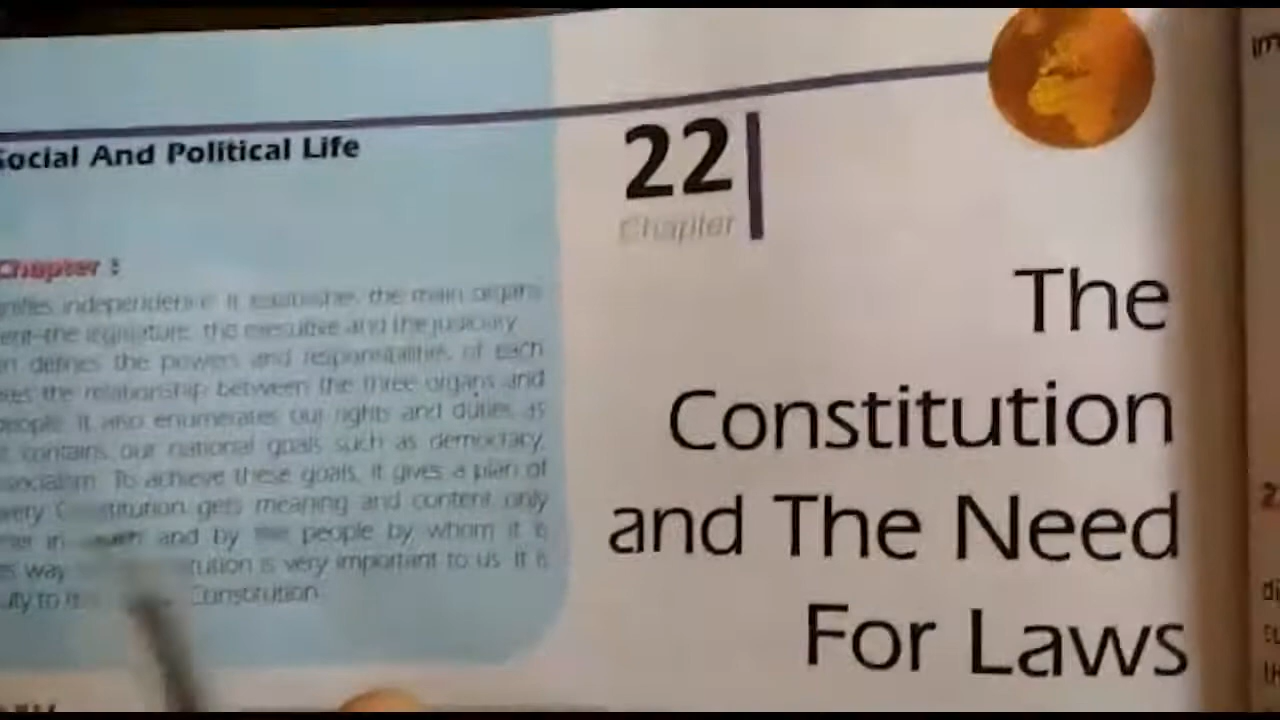 Social And Political Life
22
Chapter
The
Constitution
and The Need
For Laws
Chapter :
independence. It establishes the main organs
the legislature, the executive and the judiciary
defines the powers and responsibilities of each
the relationship between the three organs and
people. It also enumerates our rights and duties as
contains our national goals such as democracy,
socialism. To achieve these goals, it gives a plan of
gets meaning and content only
in and by the people by whom it is
way is very important to us. It is
to Constitution